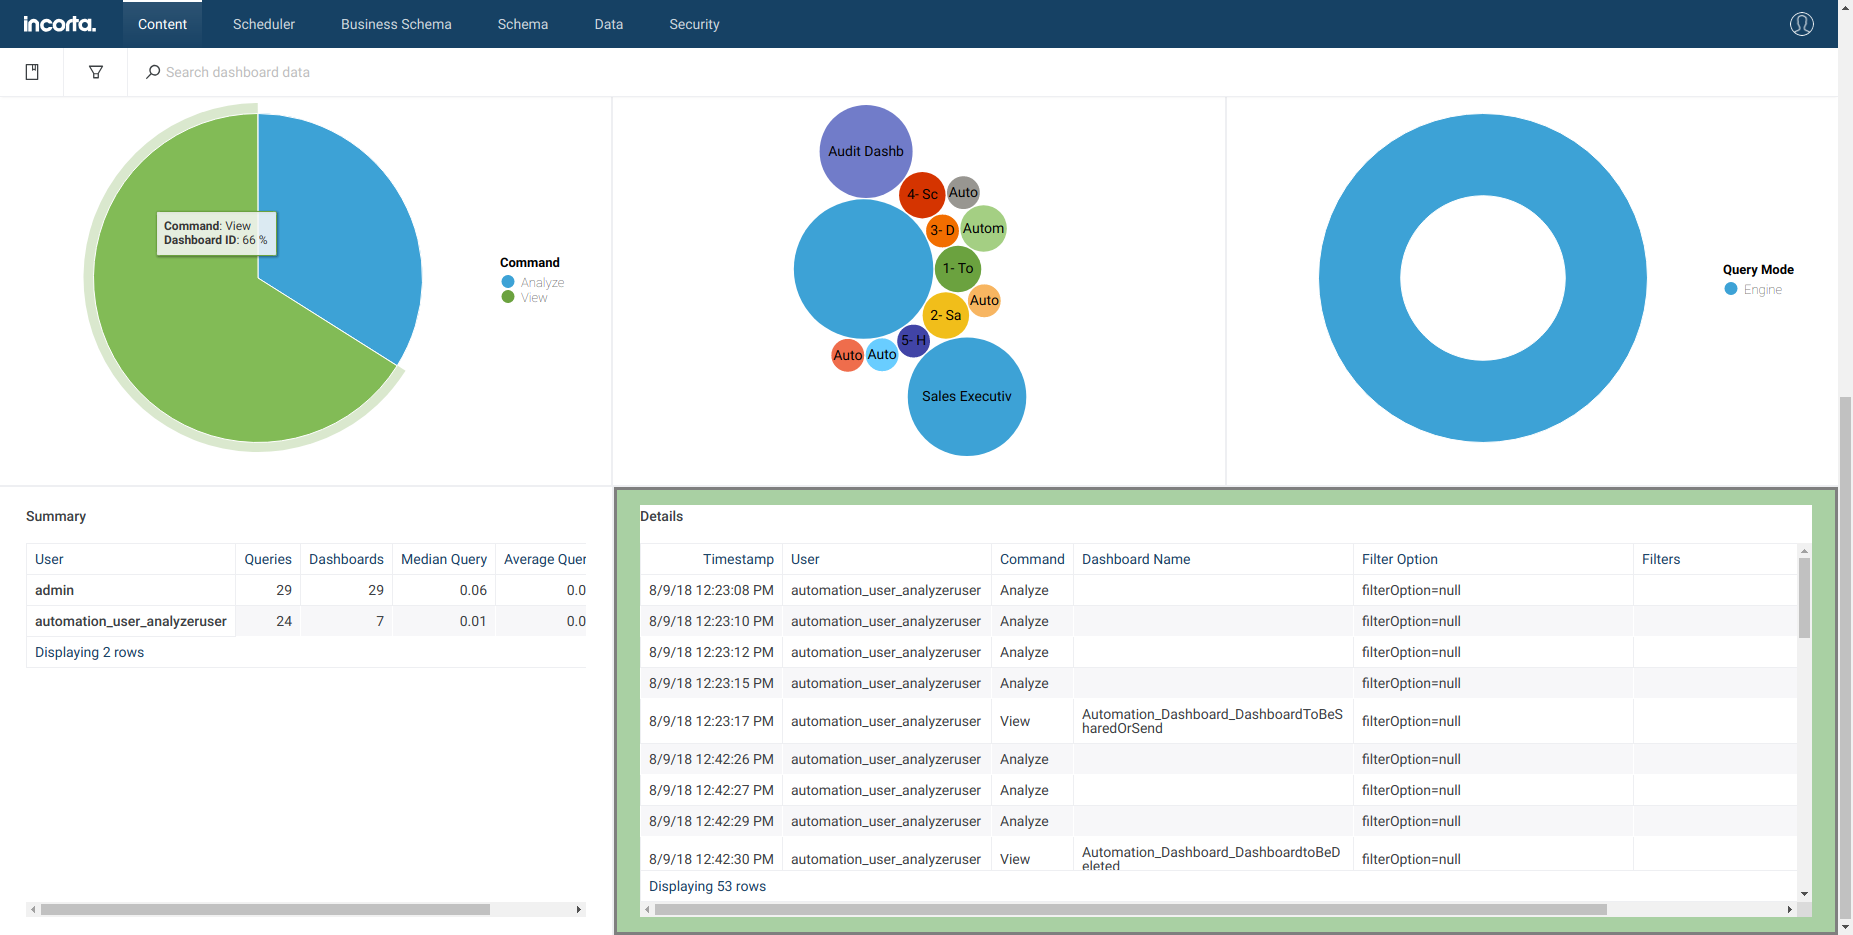 incorta.
Content Scheduler Business Schema Schema Data Security
Search dashboard data
Command: View
Dashboard ID: 66 %
Command
Analyze
View
Audit Dashb
4- Sc
Auto
3- D
Autom
1- To
Auto
2- Sa
5- H
Auto
Auto
Sales Executiv
Query Mode
Engine
Summary
User Queries Dashboards Median Query Average Quer
admin 29 29 0.06 0.0
automation_user_analyzeruser 24 7 0.01 0.0
Displaying 2 rows
Details
Timestamp User Command Dashboard Name Filter Option Filters
8/9/18 12:23:08 PM automation_user_analyzeruser Analyze filterOption=null
8/9/18 12:23:10 PM automation_user_analyzeruser Analyze filterOption=null
8/9/18 12:23:12 PM automation_user_analyzeruser Analyze filterOption=null
8/9/18 12:23:15 PM automation_user_analyzeruser Analyze filterOption=null
8/9/18 12:23:17 PM automation_user_analyzeruser View Automation_Dashboard_DashboardToBeS filterOption=null
haredOrSend
8/9/18 12:42:26 PM automation_user_analyzeruser Analyze filterOption=null
8/9/18 12:42:27 PM automation_user_analyzeruser Analyze filterOption=null
8/9/18 12:42:29 PM automation_user_analyzeruser Analyze filterOption=null
8/9/18 12:42:30 PM automation_user_analyzeruser View Automation_Dashboard_DashboardtoBeD filterOption=null
eleted
Displaying 53 rows